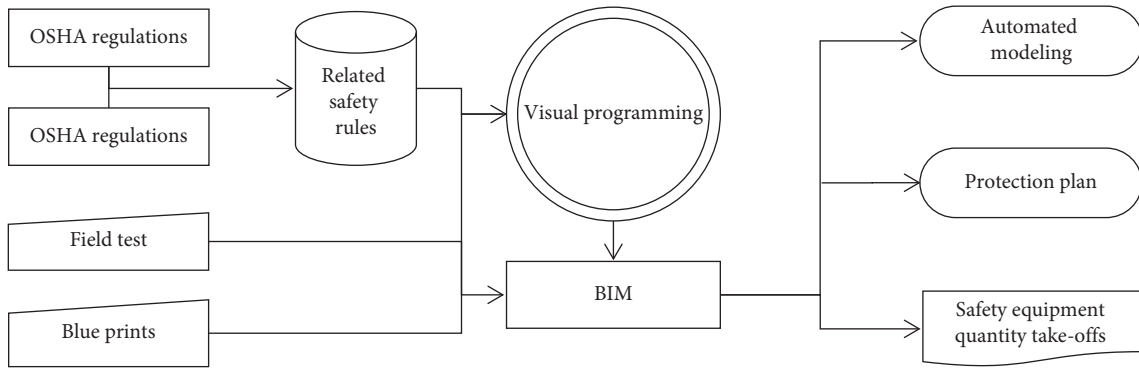 OSHA regulations
OSHA regulations
Related
safety
rules
Visual programming
Field test
Blue prints
BIM
Automated
modeling
Protection plan
Safety equipment
quantity take-offs